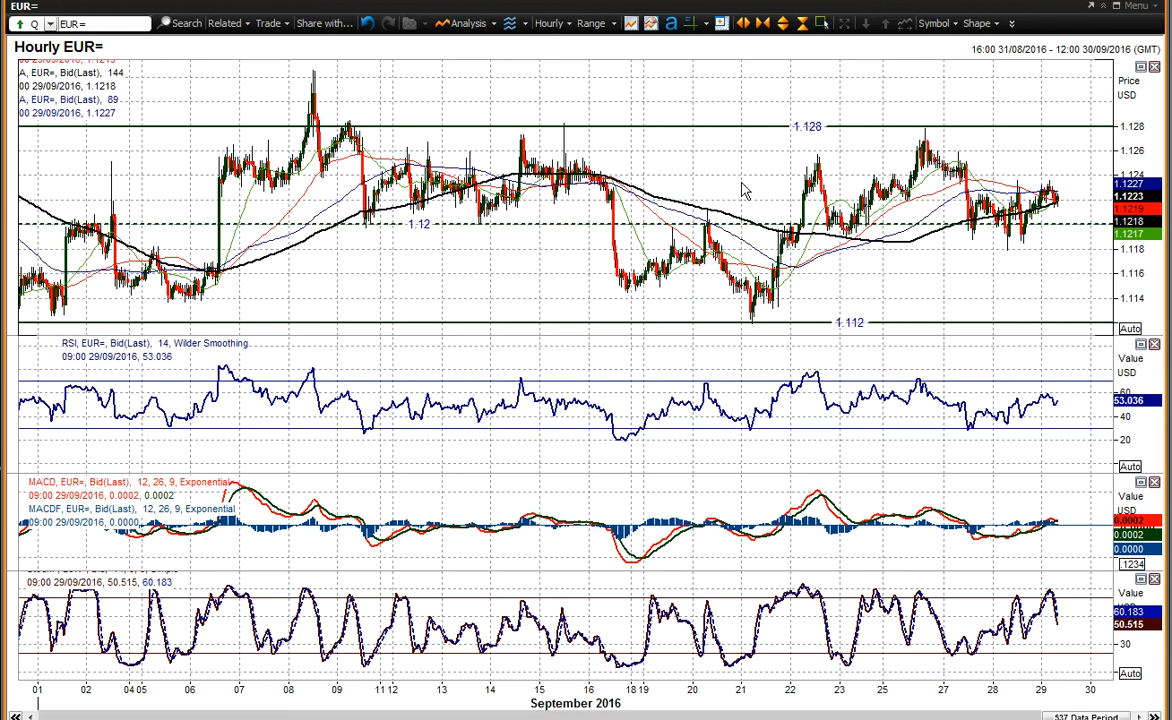 EUR=
Menu
Q EUR= Search Related Trade Share with... Analysis Hourly Range a Symbol Shape
Hourly EUR=
16:00 31/08/2016 - 12:00 30/09/2016 (GMT)
A, EUR=, Bid(Last), 144
00 29/09/2016, 1.1218
A, EUR=, Bid(Last), 89
00 29/09/2016, 1.1227
Price
USD
1.128
1.126
1.124
1.1227
1.1223
1.1219
1.1218
1.1217
1.118
1.116
1.114
Auto
1.128
1.12
1.112
RSI, EUR=, Bid(Last), 14, Wilder Smoothing
09:00 29/09/2016, 53.036
Value
USD
60
53.036
40
20
Auto
MACD, EUR=, Bid(Last), 12, 26, 9, Exponential
09:00 29/09/2016, 0.0002, 0.0002
MACDF, EUR=, Bid(Last), 12, 26, 9, Exponential
09:00 29/09/2016, 0.0000
Value
USD
0.0002
0.0002
0.0000
.1234
09:00 29/09/2016, 50.515, 60.183
Value
60.183
50.515
30
Auto
01 02 04 05 06 07 08 09 11 12 13 14 15 16 18 19 20 21 22 23 25 27 28 29 30
September 2016
537 Data Period